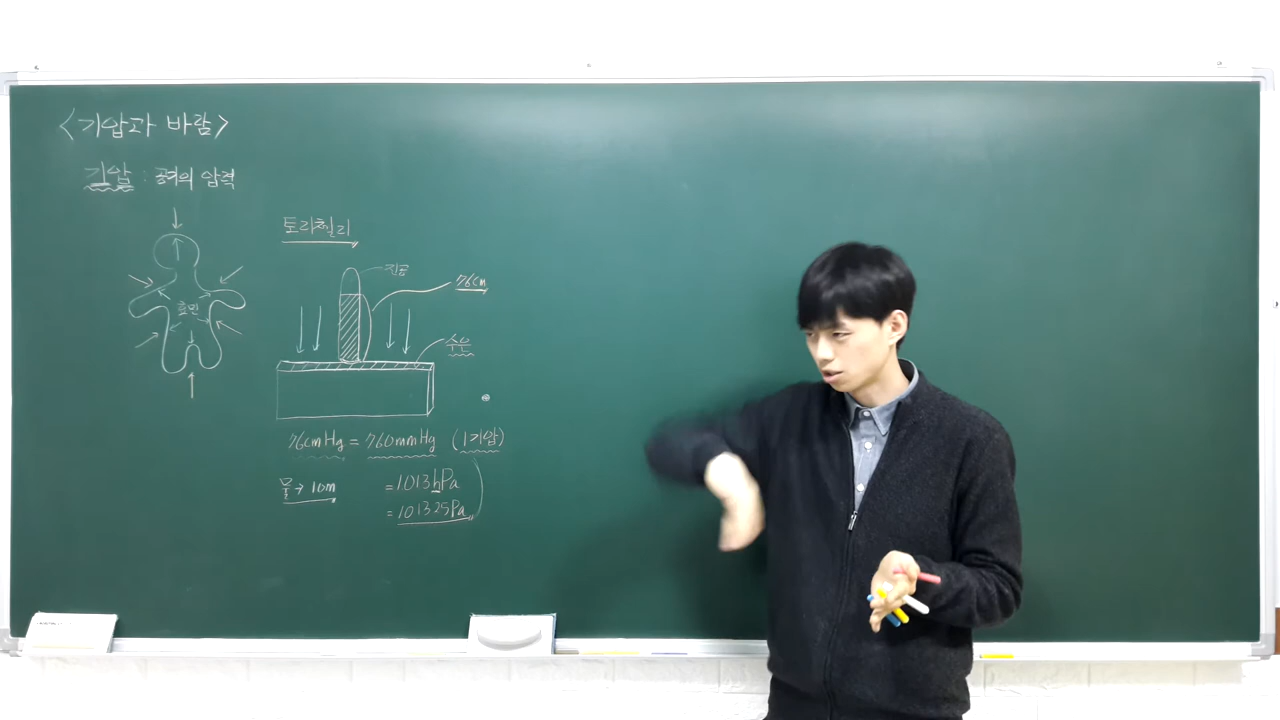 <기압과 바람>
기압 : 공기의 압력
토리첼리
진공
76cm
수은
76cmHg = 760mmHg (1기압)
물→10m
= 1013hPa
= 101325Pa